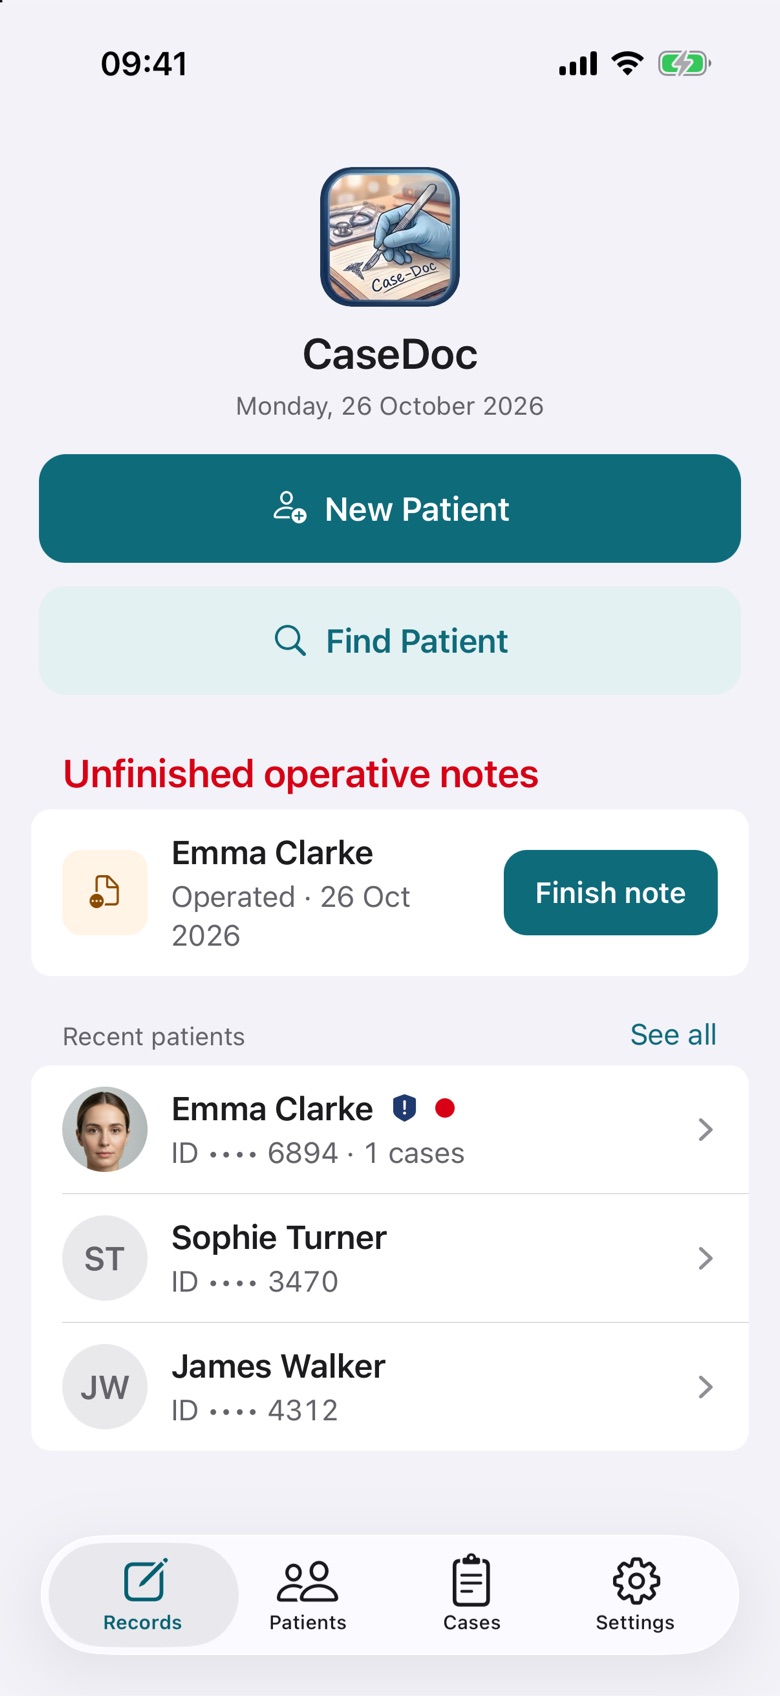 09:41
Case-Doc
CaseDoc
Monday, 26 October 2026
New Patient
Find Patient
Unfinished operative notes
Emma Clarke
Operated · 26 Oct
2026
Finish note
Recent patients
See all
Emma Clarke
ID •••• 6894 · 1 cases
ST
Sophie Turner
ID •••• 3470
JW
James Walker
ID •••• 4312
Records
Patients
Cases
Settings